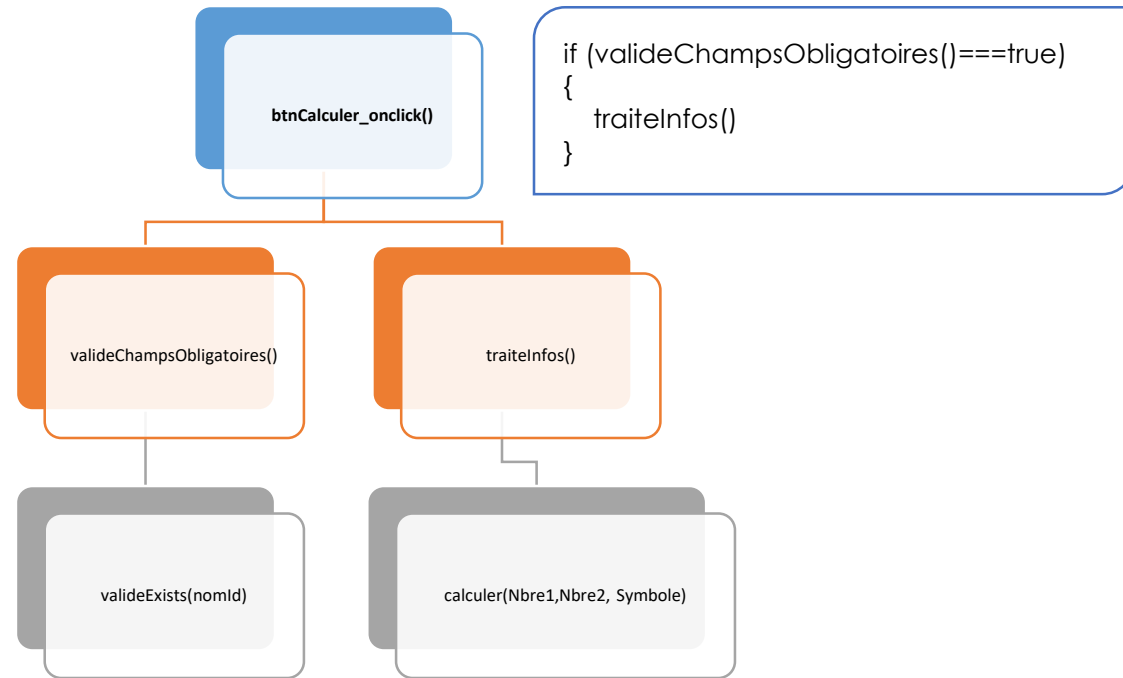 btnCalculer_onclick()
if (valideChampsObligatoires()===true)
{
traiteInfos()
}
valideChampsObligatoires()
traiteInfos()
valideExists(nomId)
calculer(Nbre1,Nbre2, Symbole)